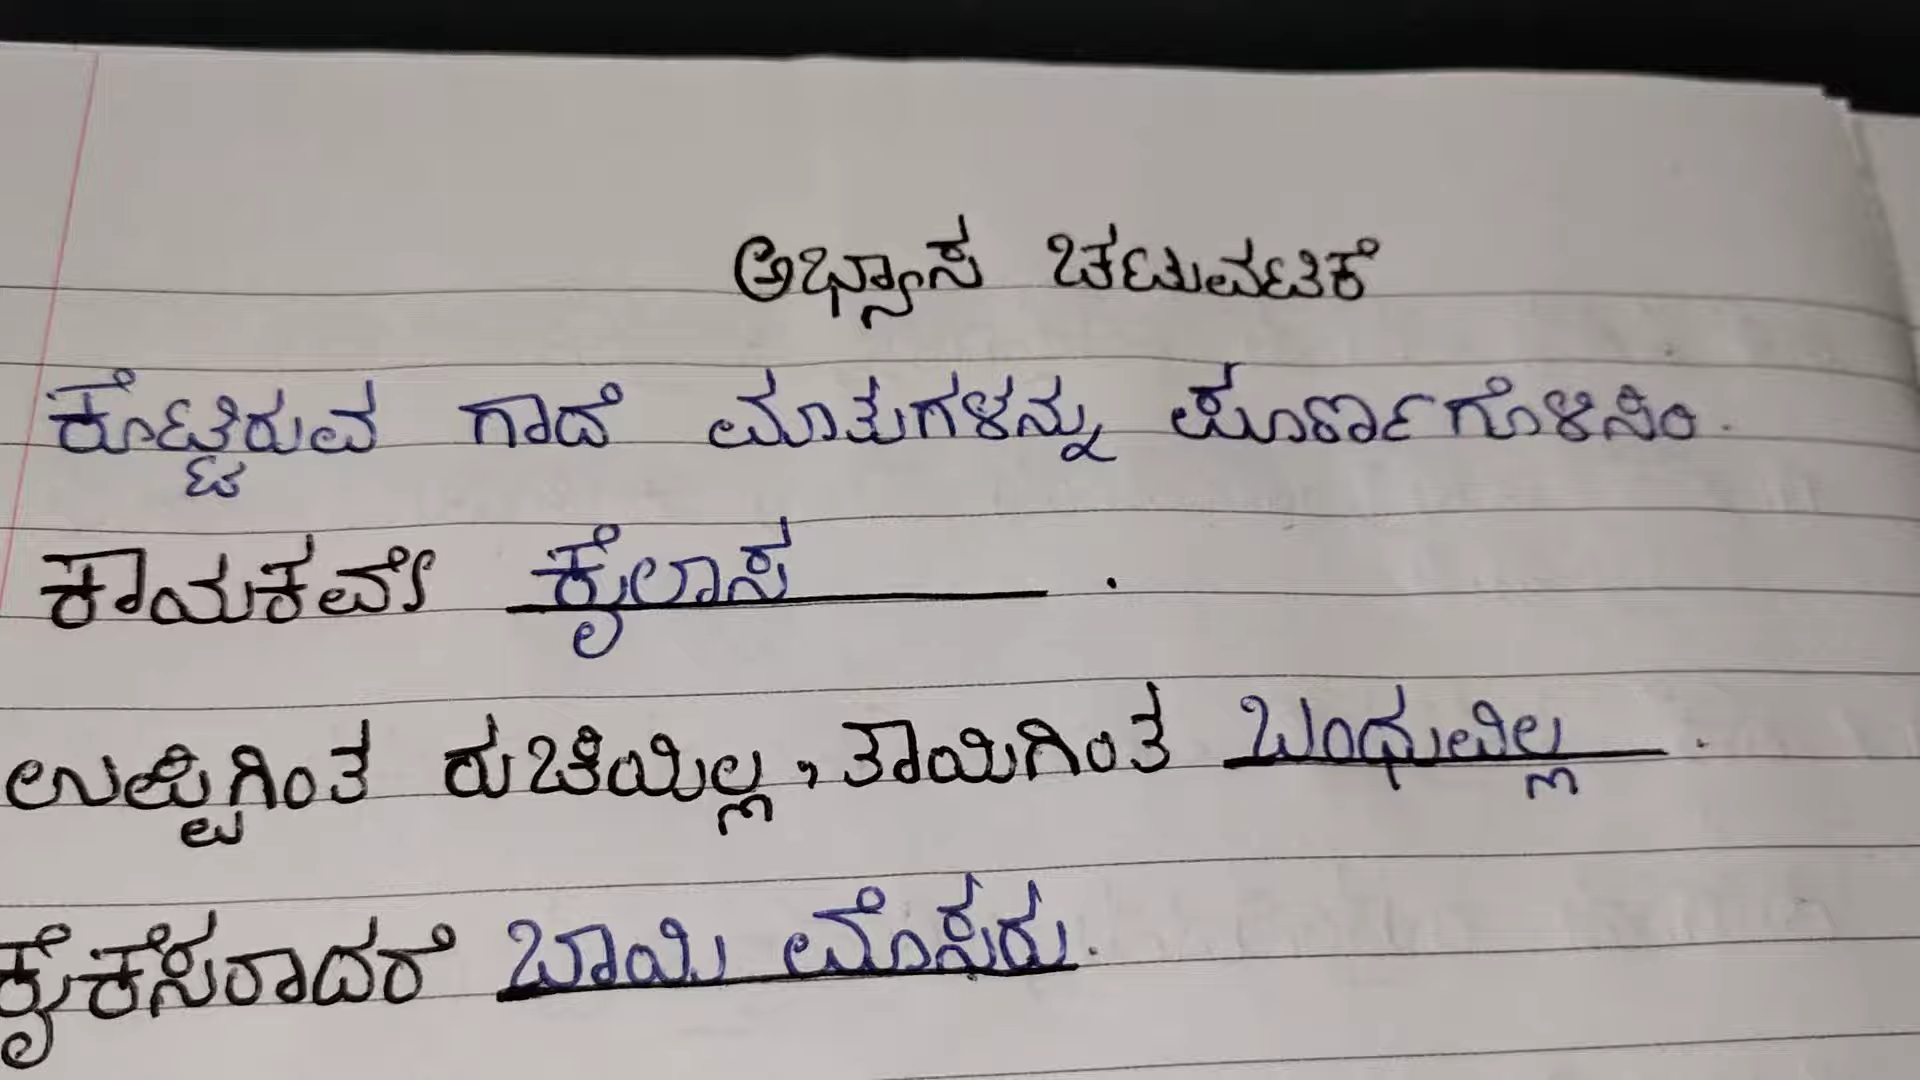 ಅಭ್ಯಾಸ ಚಟುವಟಿಕೆ
ಕೊಟ್ಟಿರುವ ಗಾದೆ ಮಾತುಗಳನ್ನು ಪೂರ್ಣಗೊಳಿಸಿಂ.
ಕಾಯಕವೇ ಕೈಲಾಸ .
ಉಪ್ಪಿಗಿಂತ ರುಚಿಯಿಲ್ಲ, ತಾಯಿಗಿಂತ ಬಂಧುವಿಲ್ಲ .
ಕೈಕೆಸರಾದರೆ ಬಾಯಿ ಮೊಸರು.